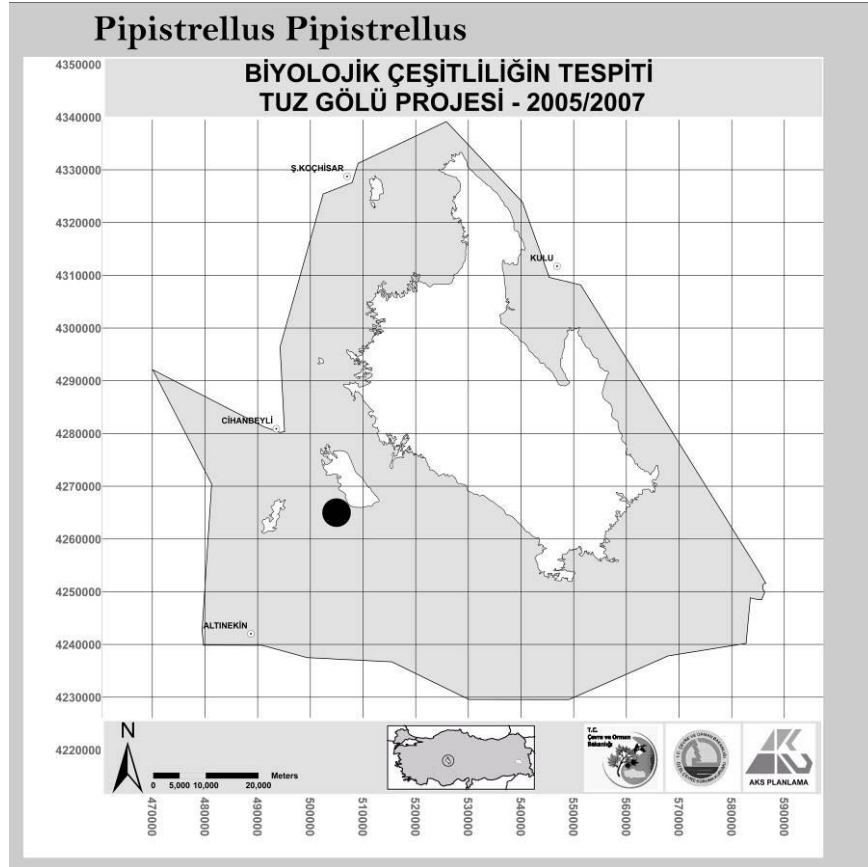 Pipistrellus Pipistrellus
BİYOLOJİK ÇEŞİTLİLİĞİN TESPİTİ
TUZ GÖLÜ PROJESİ - 2005/2007
4350000
4340000
4330000
4320000
4310000
4300000
4290000
4280000
4270000
4260000
4250000
4240000
4230000
4220000
Ş.KOÇHİSAR
KULU
CİHANBEYLİ
ALTINEKİN
N
Meters
0 5,000 10,000 20,000
T.C.
Çevre ve Orman
Bakanlığı
AKS PLANLAMA
470000 480000 490000 500000 510000 520000 530000 540000 550000 560000 570000 580000 590000